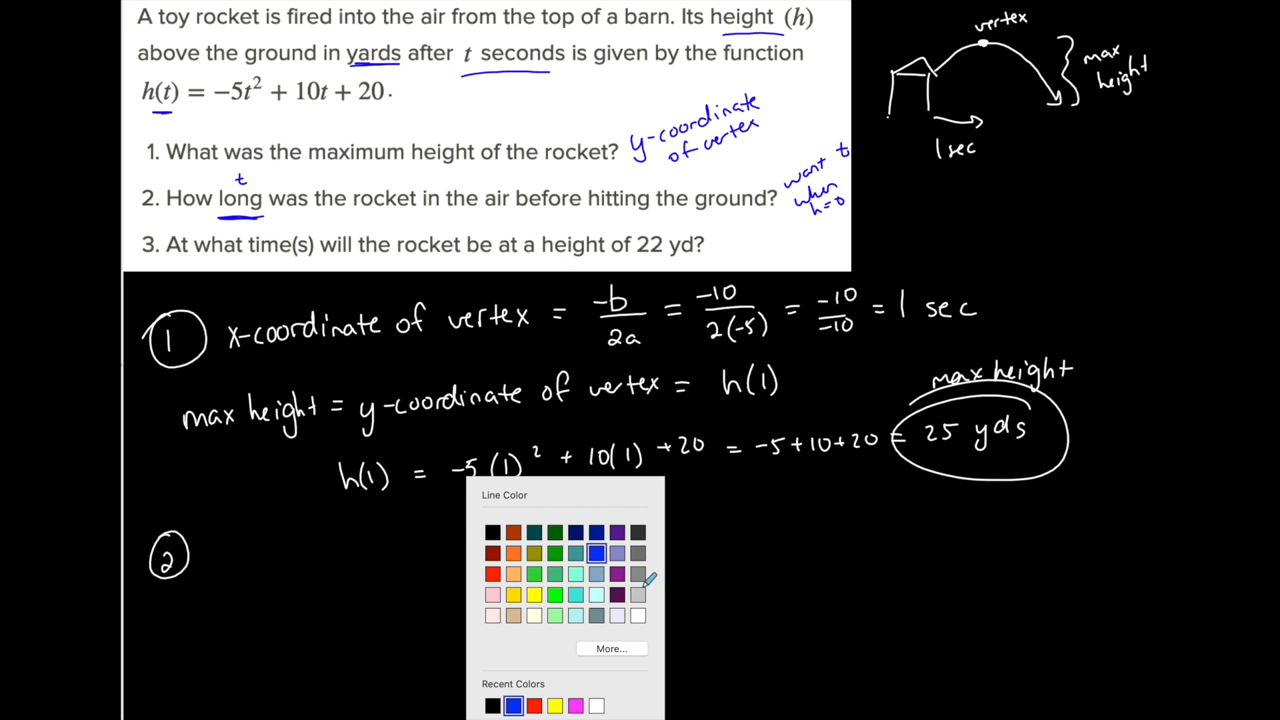 A toy rocket is fired into the air from the top of a barn. Its height (h)
above the ground in yards after t seconds is given by the function
h(t) = −5t² + 10t + 20.
1. What was the maximum height of the rocket? y-coordinate of vertex
t
2. How long was the rocket in the air before hitting the ground? want t when h=0
3. At what time(s) will the rocket be at a height of 22 yd?
vertex
max height
1 sec
① x-coordinate of vertex = -b/2a = -10/2(-5) = -10/-10 = 1 sec
max height = y-coordinate of vertex = h(1)
max height
h(1) = -5(1)² + 10(1) +20 = -5+10+20 = 25 yds
②
Line Color
More...
Recent Colors